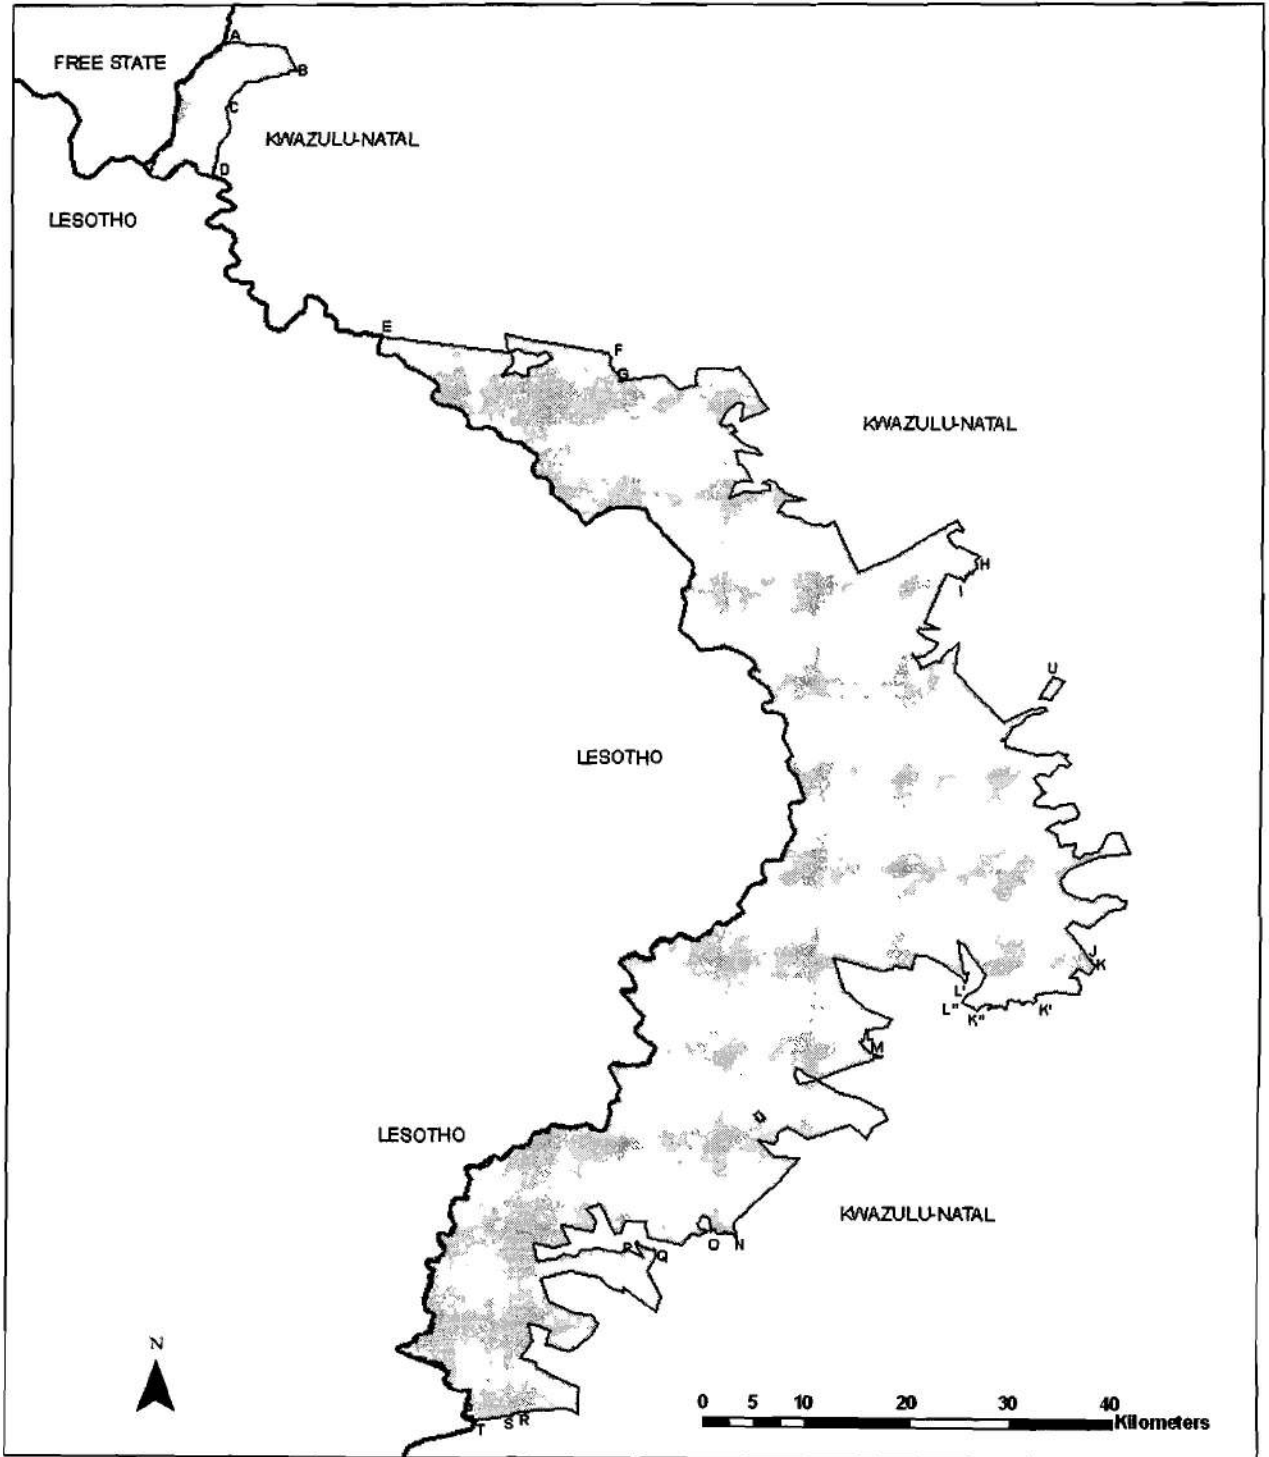 A
FREE STATE
B
C
KWAZULU-NATAL
D
LESOTHO
E
F
G
KWAZULU-NATAL
H
I
U
LESOTHO
J
K
L'
L"
K"
K'
M
LESOTHO
KWAZULU-NATAL
P
Q
O
N
N
0 5 10 20 30 40
Kilometers
T
S
R